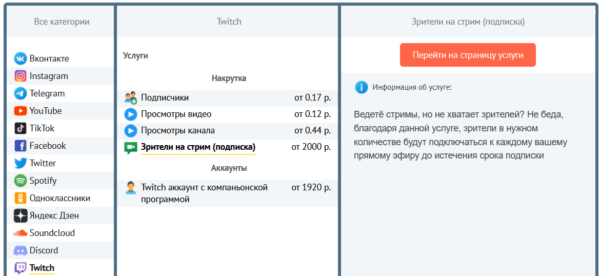 Все категории
Вконтакте
Instagram
Telegram
YouTube
TikTok
Facebook
Twitter
Spotify
Одноклассники
Яндекс Дзен
Soundcloud
Discord
Twitch
Twitch
Услуги
Накрутка
Подписчики от 0.17 р.
Просмотры видео от 0.12 р.
Просмотры канала от 0.44 р.
Зрители на стрим (подписка) от 2000 р.
Аккаунты
Twitch аккаунт с компаньонской от 1920 р.
программой
Зрители на стрим (подписка)
Перейти на страницу услуги
Информация об услуге:
Ведетё стримы, но не хватает зрителей? Не беда,
благодаря данной услуге, зрители в нужном
количестве будут подключаться к каждому вашему
прямому эфиру до истечения срока подписки